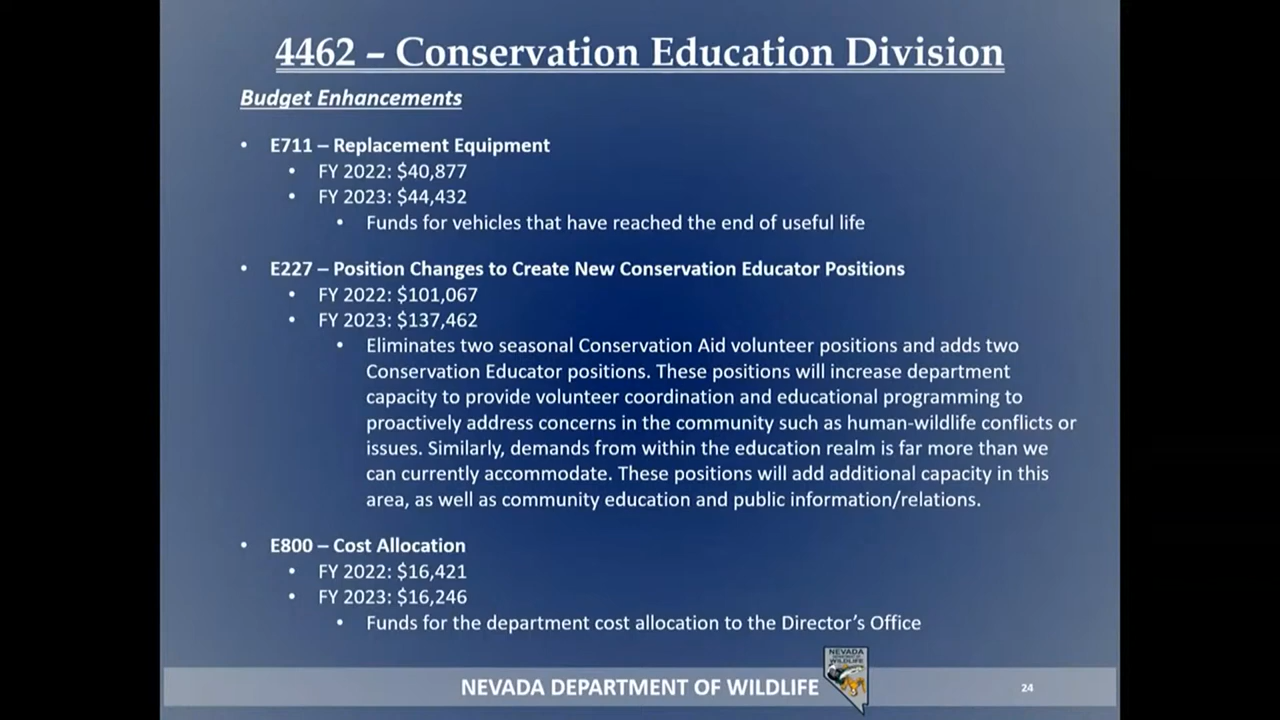 4462 – Conservation Education Division
Budget Enhancements
• E711 – Replacement Equipment
• FY 2022: $40,877
• FY 2023: $44,432
• Funds for vehicles that have reached the end of useful life
• E227 – Position Changes to Create New Conservation Educator Positions
• FY 2022: $101,067
• FY 2023: $137,462
• Eliminates two seasonal Conservation Aid volunteer positions and adds two
Conservation Educator positions. These positions will increase department
capacity to provide volunteer coordination and educational programming to
proactively address concerns in the community such as human-wildlife conflicts or
issues. Similarly, demands from within the education realm is far more than we
can currently accommodate. These positions will add additional capacity in this
area, as well as community education and public information/relations.
• E800 – Cost Allocation
• FY 2022: $16,421
• FY 2023: $16,246
• Funds for the department cost allocation to the Director’s Office
NEVADA
DEPARTMENT OF
WILDLIFE
NEVADA DEPARTMENT OF WILDLIFE
24